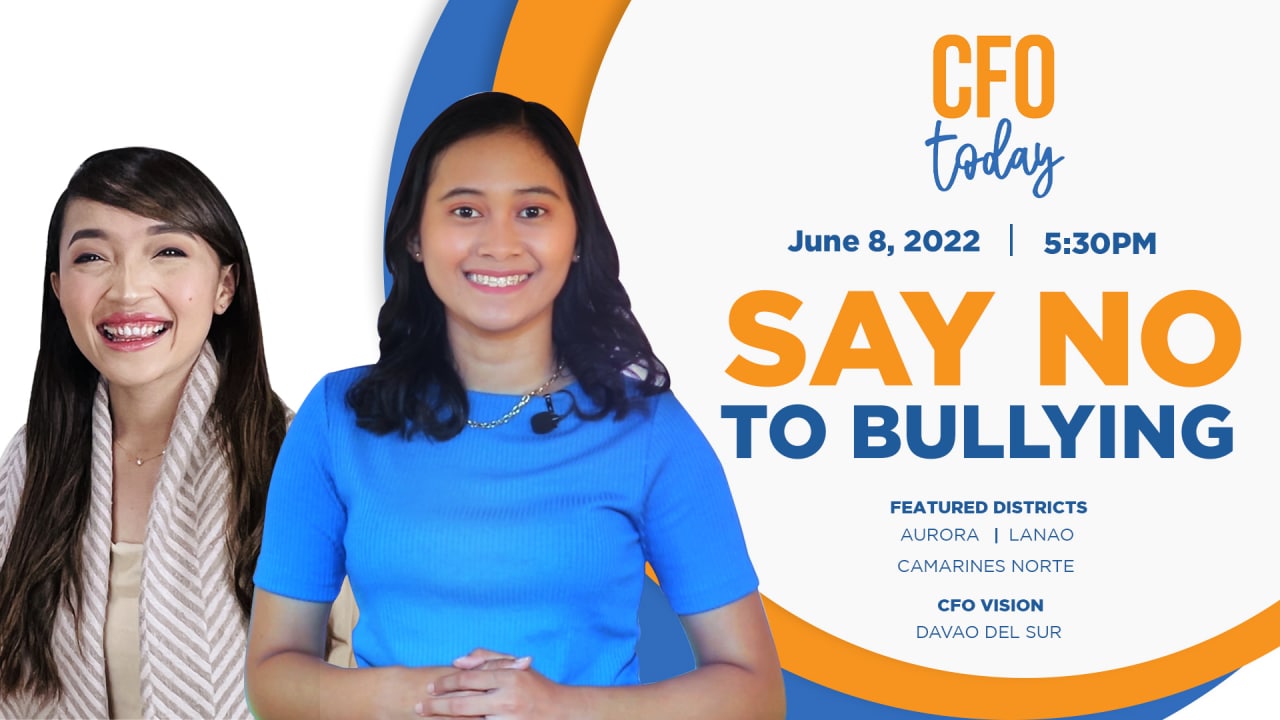 CFO
today
June 8, 2022 | 5:30PM
SAY NO
TO BULLYING
FEATURED DISTRICTS
AURORA | LANAO
CAMARINES NORTE
CFO VISION
DAVAO DEL SUR